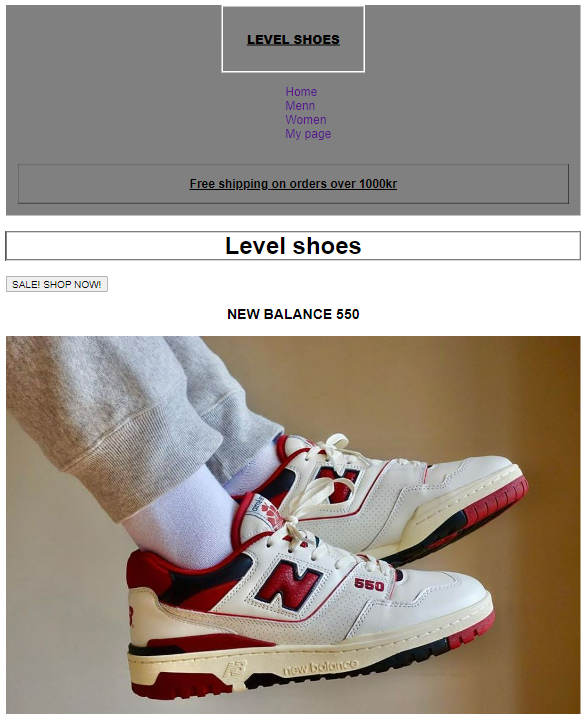 LEVEL SHOES
Home
Menn
Women
My page
Free shipping on orders over 1000kr
Level shoes
SALE! SHOP NOW!
NEW BALANCE 550
N
N
550
NB new balance